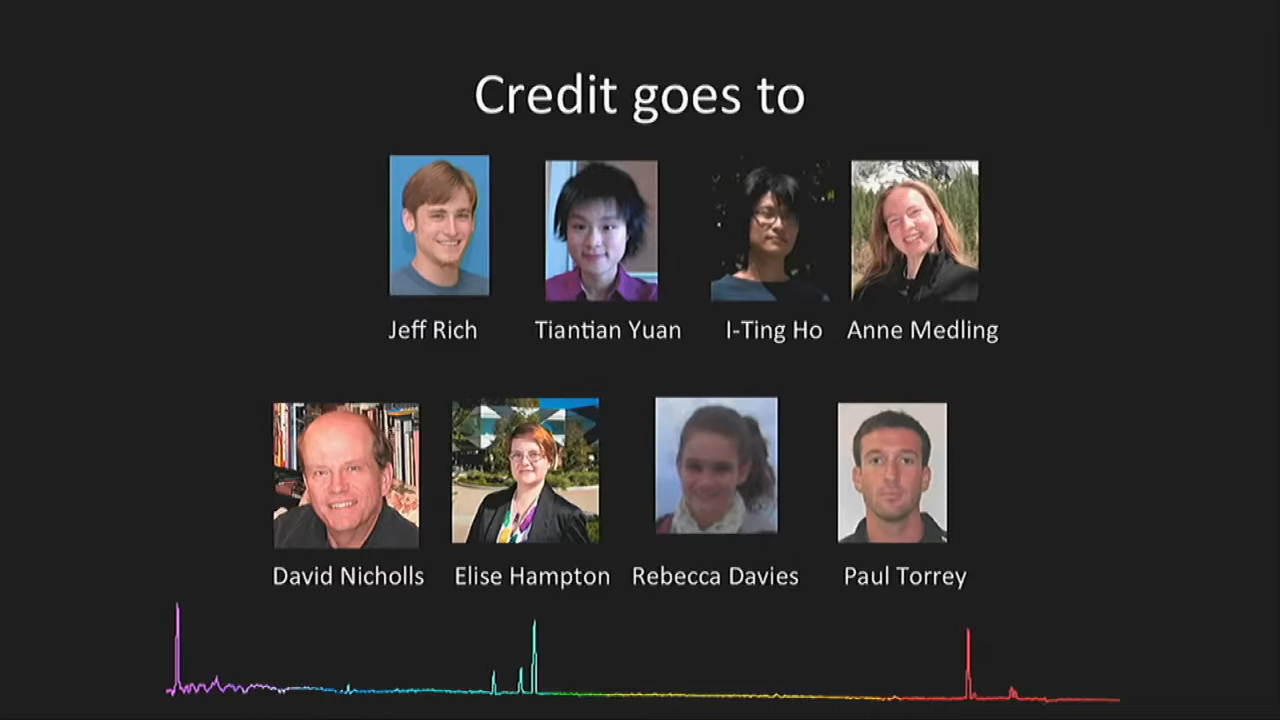 Credit goes to
Jeff Rich Tiantian Yuan I-Ting Ho Anne Medling
David Nicholls Elise Hampton Rebecca Davies Paul Torrey